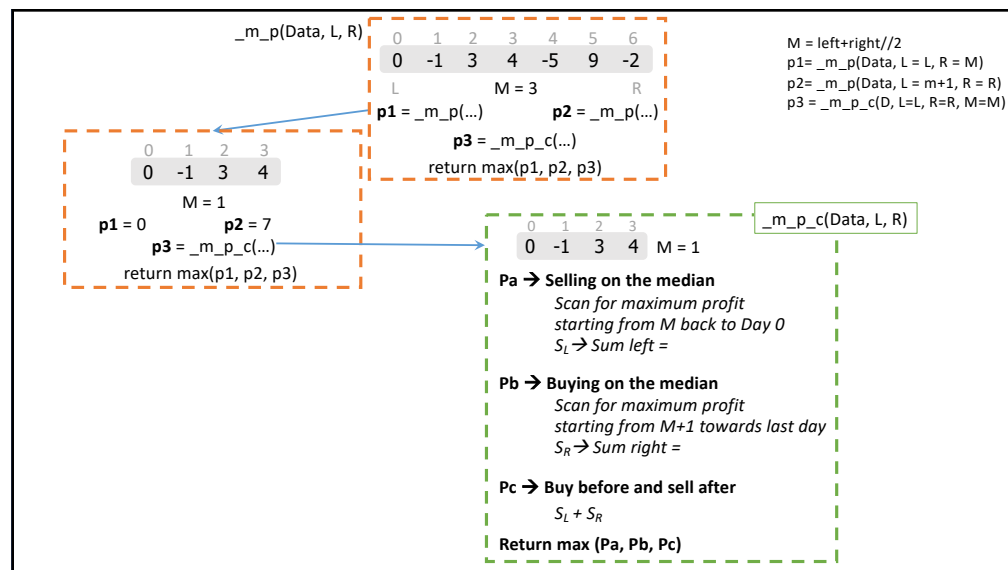 _m_p(Data, L, R)
0 1 2 3 4 5 6
0 -1 3 4 -5 9 -2
L M = 3 R
p1 = _m_p(…) p2 = _m_p(…)
p3 = _m_p_c(…)
return max(p1, p2, p3)
M = left+right//2
p1= _m_p(Data, L = L, R = M)
p2= _m_p(Data, L = m+1, R = R)
p3 = _m_p_c(D, L=L, R=R, M=M)
0 1 2 3
0 -1 3 4
M = 1
p1 = 0 p2 = 7
p3 = _m_p_c(…)
return max(p1, p2, p3)
_m_p_c(Data, L, R)
0 1 2 3
0 -1 3 4 M = 1
Pa → Selling on the median
Scan for maximum profit
starting from M back to Day 0
S_L → Sum left =
Pb → Buying on the median
Scan for maximum profit
starting from M+1 towards last day
S_R → Sum right =
Pc → Buy before and sell after
S_L + S_R
Return max (Pa, Pb, Pc)